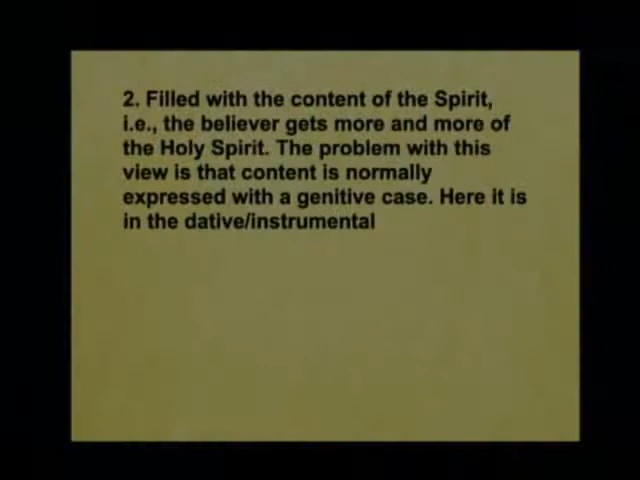 2. Filled with the content of the Spirit,
i.e., the believer gets more and more of
the Holy Spirit. The problem with this
view is that content is normally
expressed with a genitive case. Here it is
in the dative/instrumental